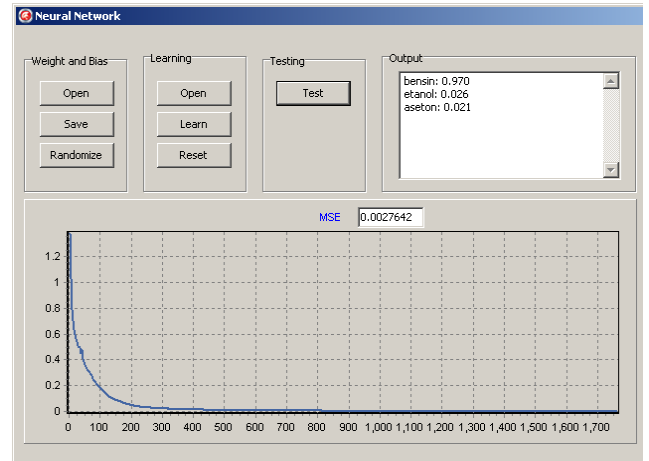 Neural Network
Weight and Bias
Open
Save
Randomize
Learning
Open
Learn
Reset
Testing
Test
Output
bensin: 0.970
etanol: 0.026
aseton: 0.021
MSE 0.0027642
1.2
1
0.8
0.6
0.4
0.2
0
0 100 200 300 400 500 600 700 800 900 1,000 1,100 1,200 1,300 1,400 1,500 1,600 1,700